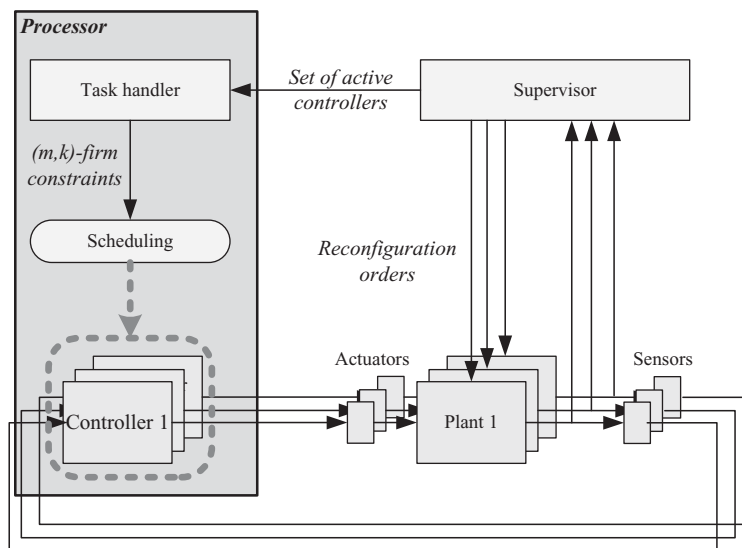 Processor
Task handler
Set of active
controllers
Supervisor
(m,k)-firm
constraints
Scheduling
Reconfiguration
orders
Actuators
Sensors
Controller 1
Plant 1